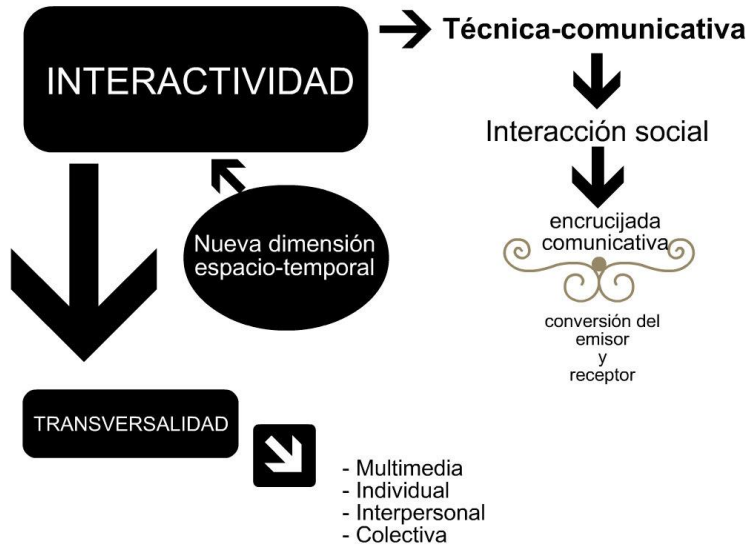 INTERACTIVIDAD
Técnica-comunicativa
Interacción social
encrucijada
comunicativa
conversión del
emisor
y
receptor
Nueva dimensión
espacio-temporal
TRANSVERSALIDAD
- Multimedia
- Individual
- Interpersonal
- Colectiva